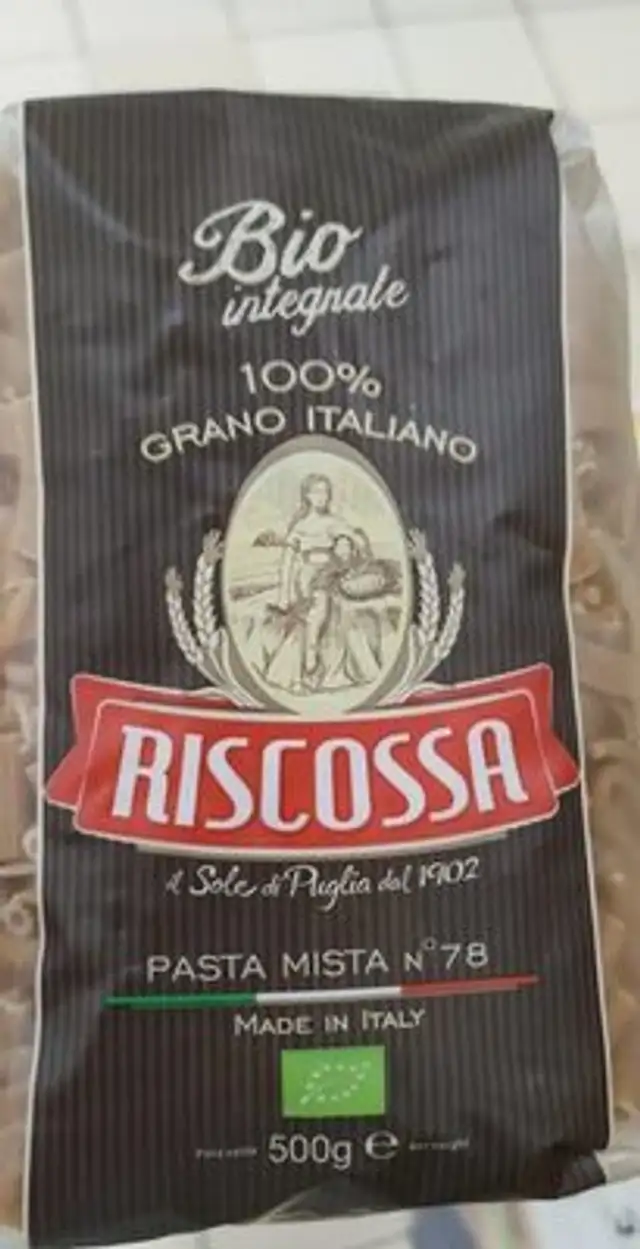 Bio
integrale
100%
GRANO ITALIANO
RISCOSSA
il Sole di Puglia dal 1902
PASTA MISTA N°78
MADE IN ITALY
500g ℮